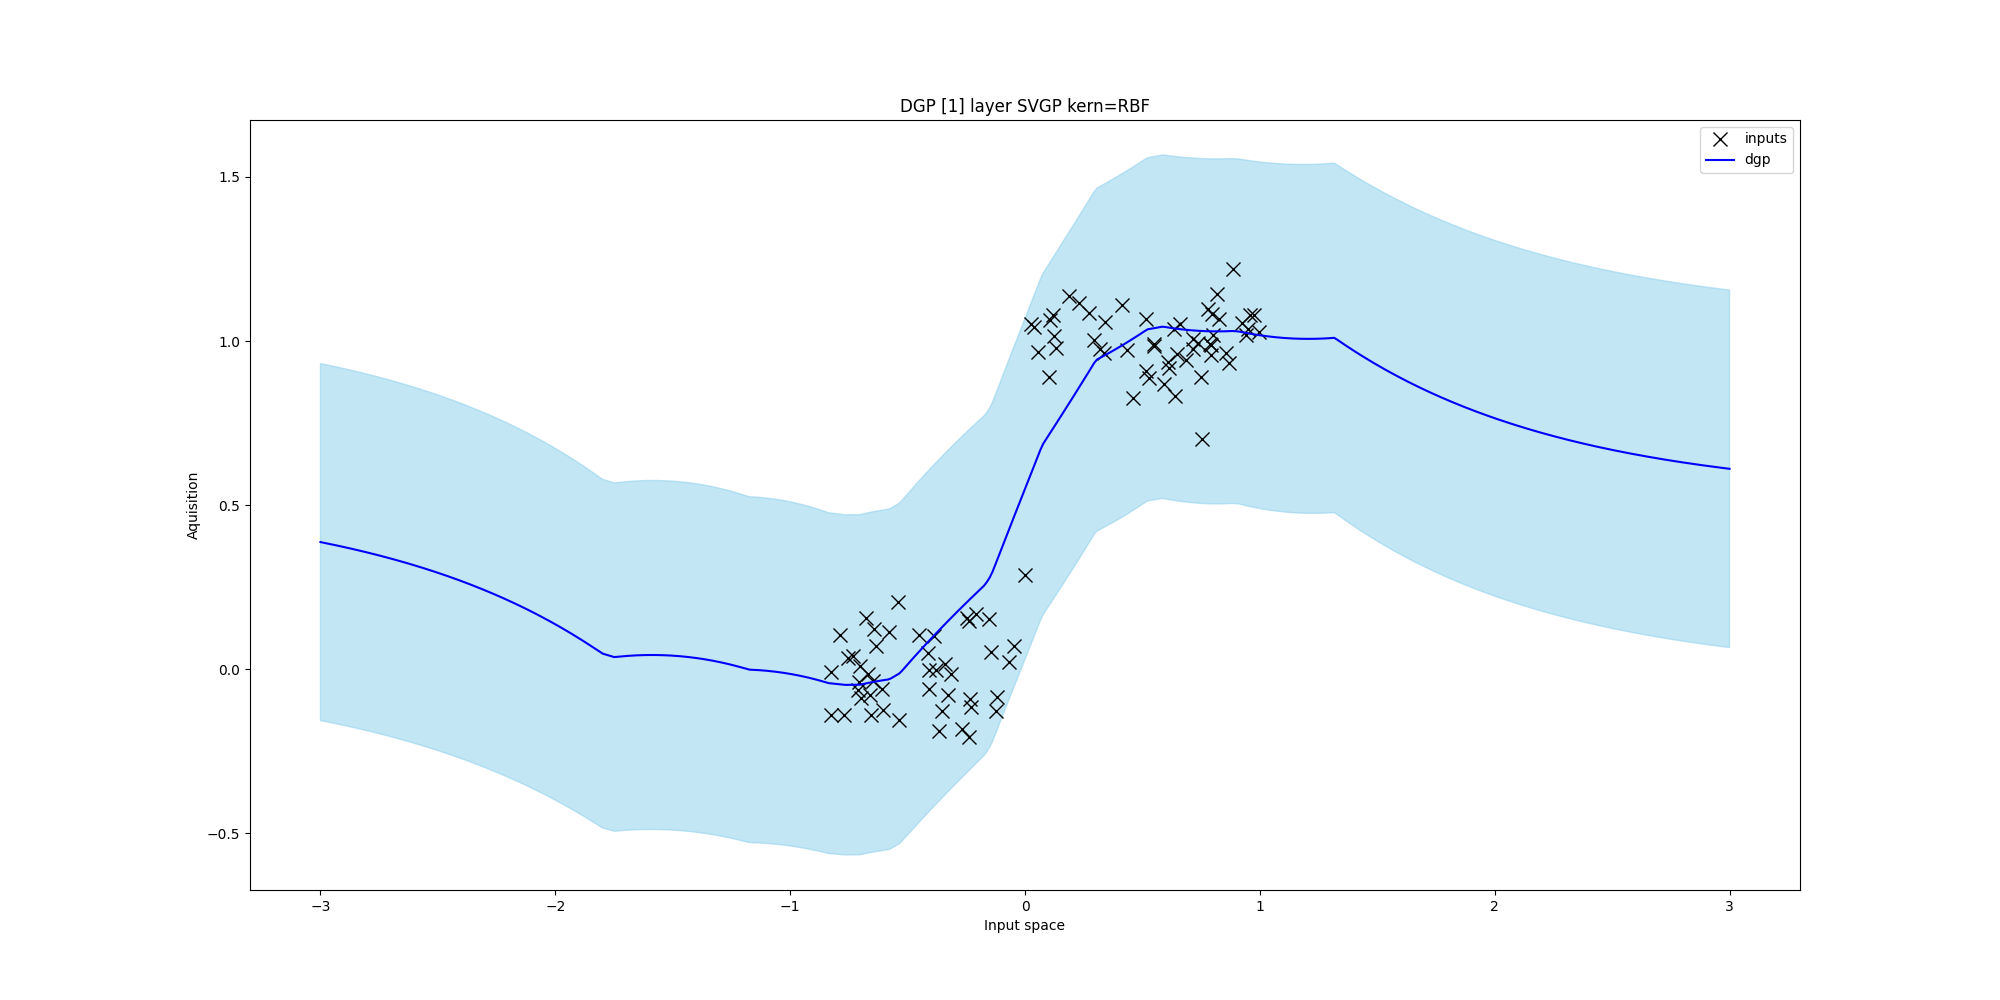 DGP [1] layer SVGP kern=RBF
inputs
dgp
1.5
1.0
0.5
0.0
−0.5
Aquisition
−3
−2
−1
0
1
2
3
Input space